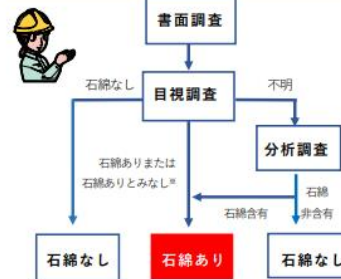 書面調査
石綿なし
目視調査
不明
分析調査
石綿ありまたは
石綿ありとみなし※
石綿含有
石綿
非含有
石綿なし
石綿あり
石綿なし